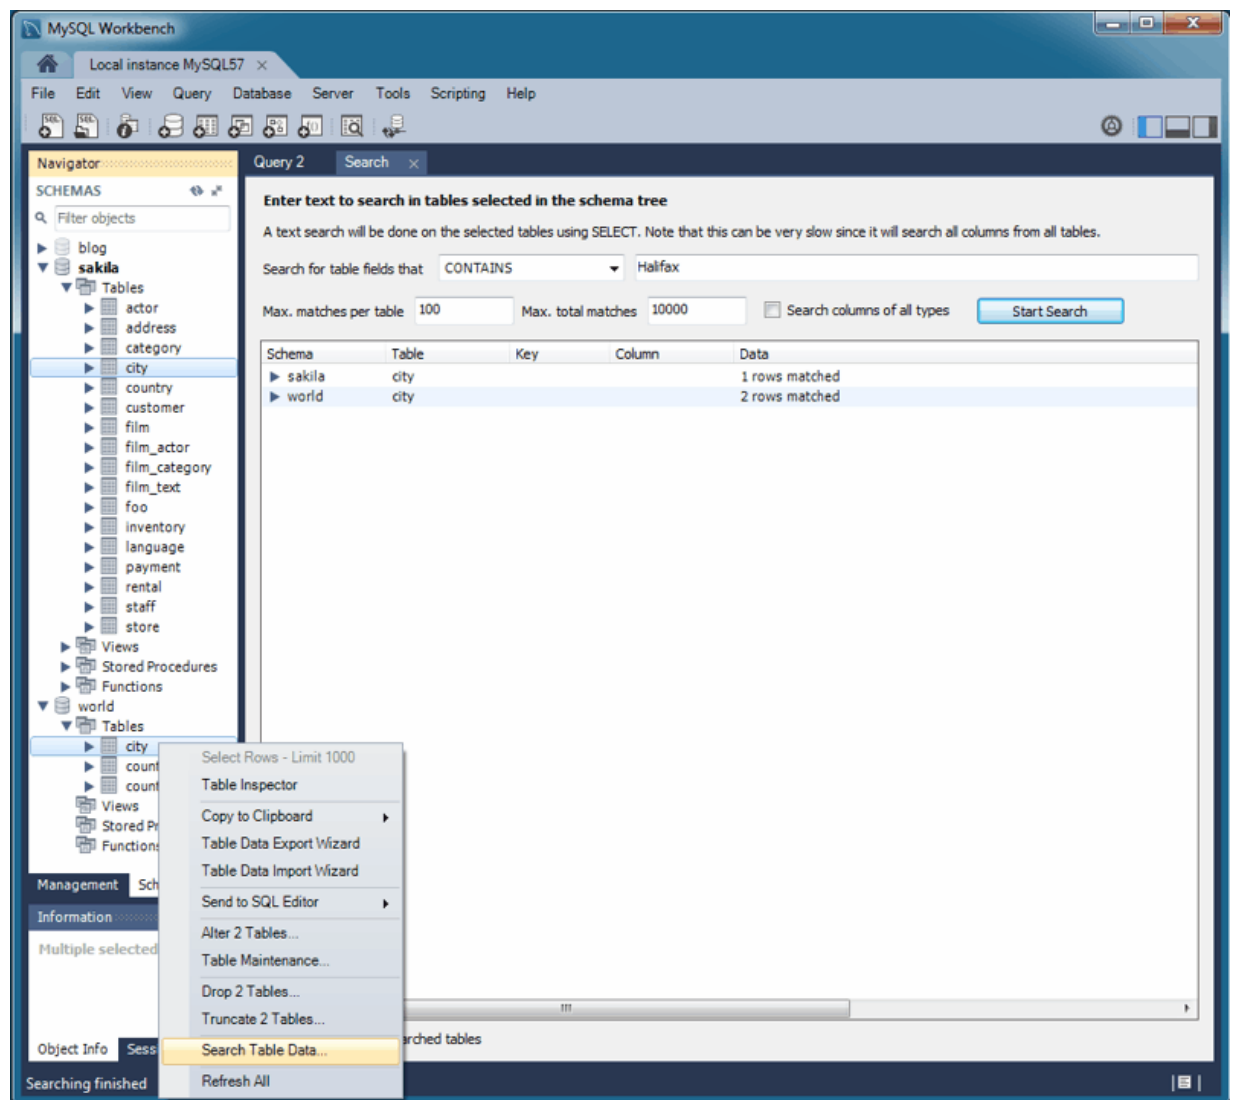 MySQL Workbench
Local instance MySQL57
File Edit View Query Database Server Tools Scripting Help
Navigator
SCHEMAS
Filter objects
blog
sakila
Tables
actor
address
category
city
country
customer
film
film_actor
film_category
film_text
foo
inventory
language
payment
rental
staff
store
Views
Stored Procedures
Functions
world
Tables
city
Views
Management
Information
Multiple selected
Object Info
Searching finished
Query 2 Search
Enter text to search in tables selected in the schema tree
A text search will be done on the selected tables using SELECT. Note that this can be very slow since it will search all columns from all tables.
Search for table fields that CONTAINS Halifax
Max. matches per table 100 Max. total matches 10000 Search columns of all types Start Search
Schema Table Key Column Data
sakila city 1 rows matched
world city 2 rows matched
Select Rows - Limit 1000
Table Inspector
Copy to Clipboard
Table Data Export Wizard
Table Data Import Wizard
Send to SQL Editor
Alter 2 Tables...
Table Maintenance...
Drop 2 Tables...
Truncate 2 Tables...
Search Table Data...
Refresh All
tables